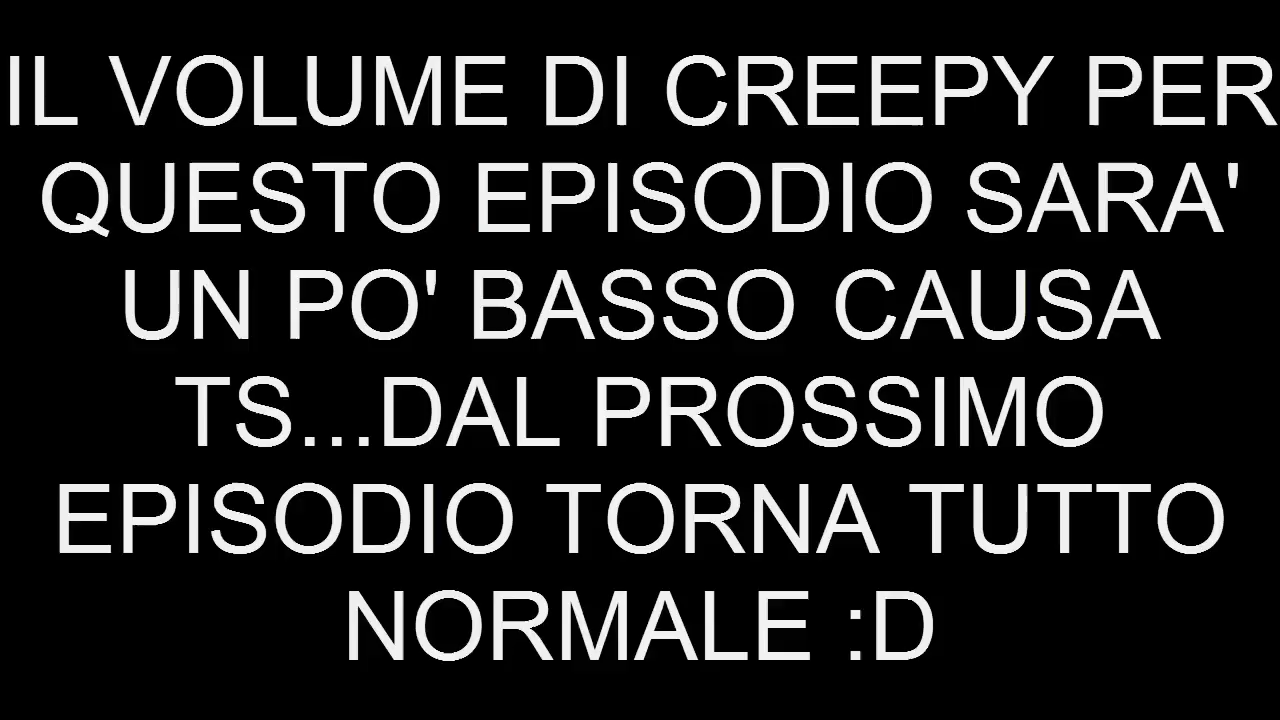 IL VOLUME DI CREEPY PER
QUESTO EPISODIO SARA'
UN PO' BASSO CAUSA
TS...DAL PROSSIMO
EPISODIO TORNA TUTTO
NORMALE :D